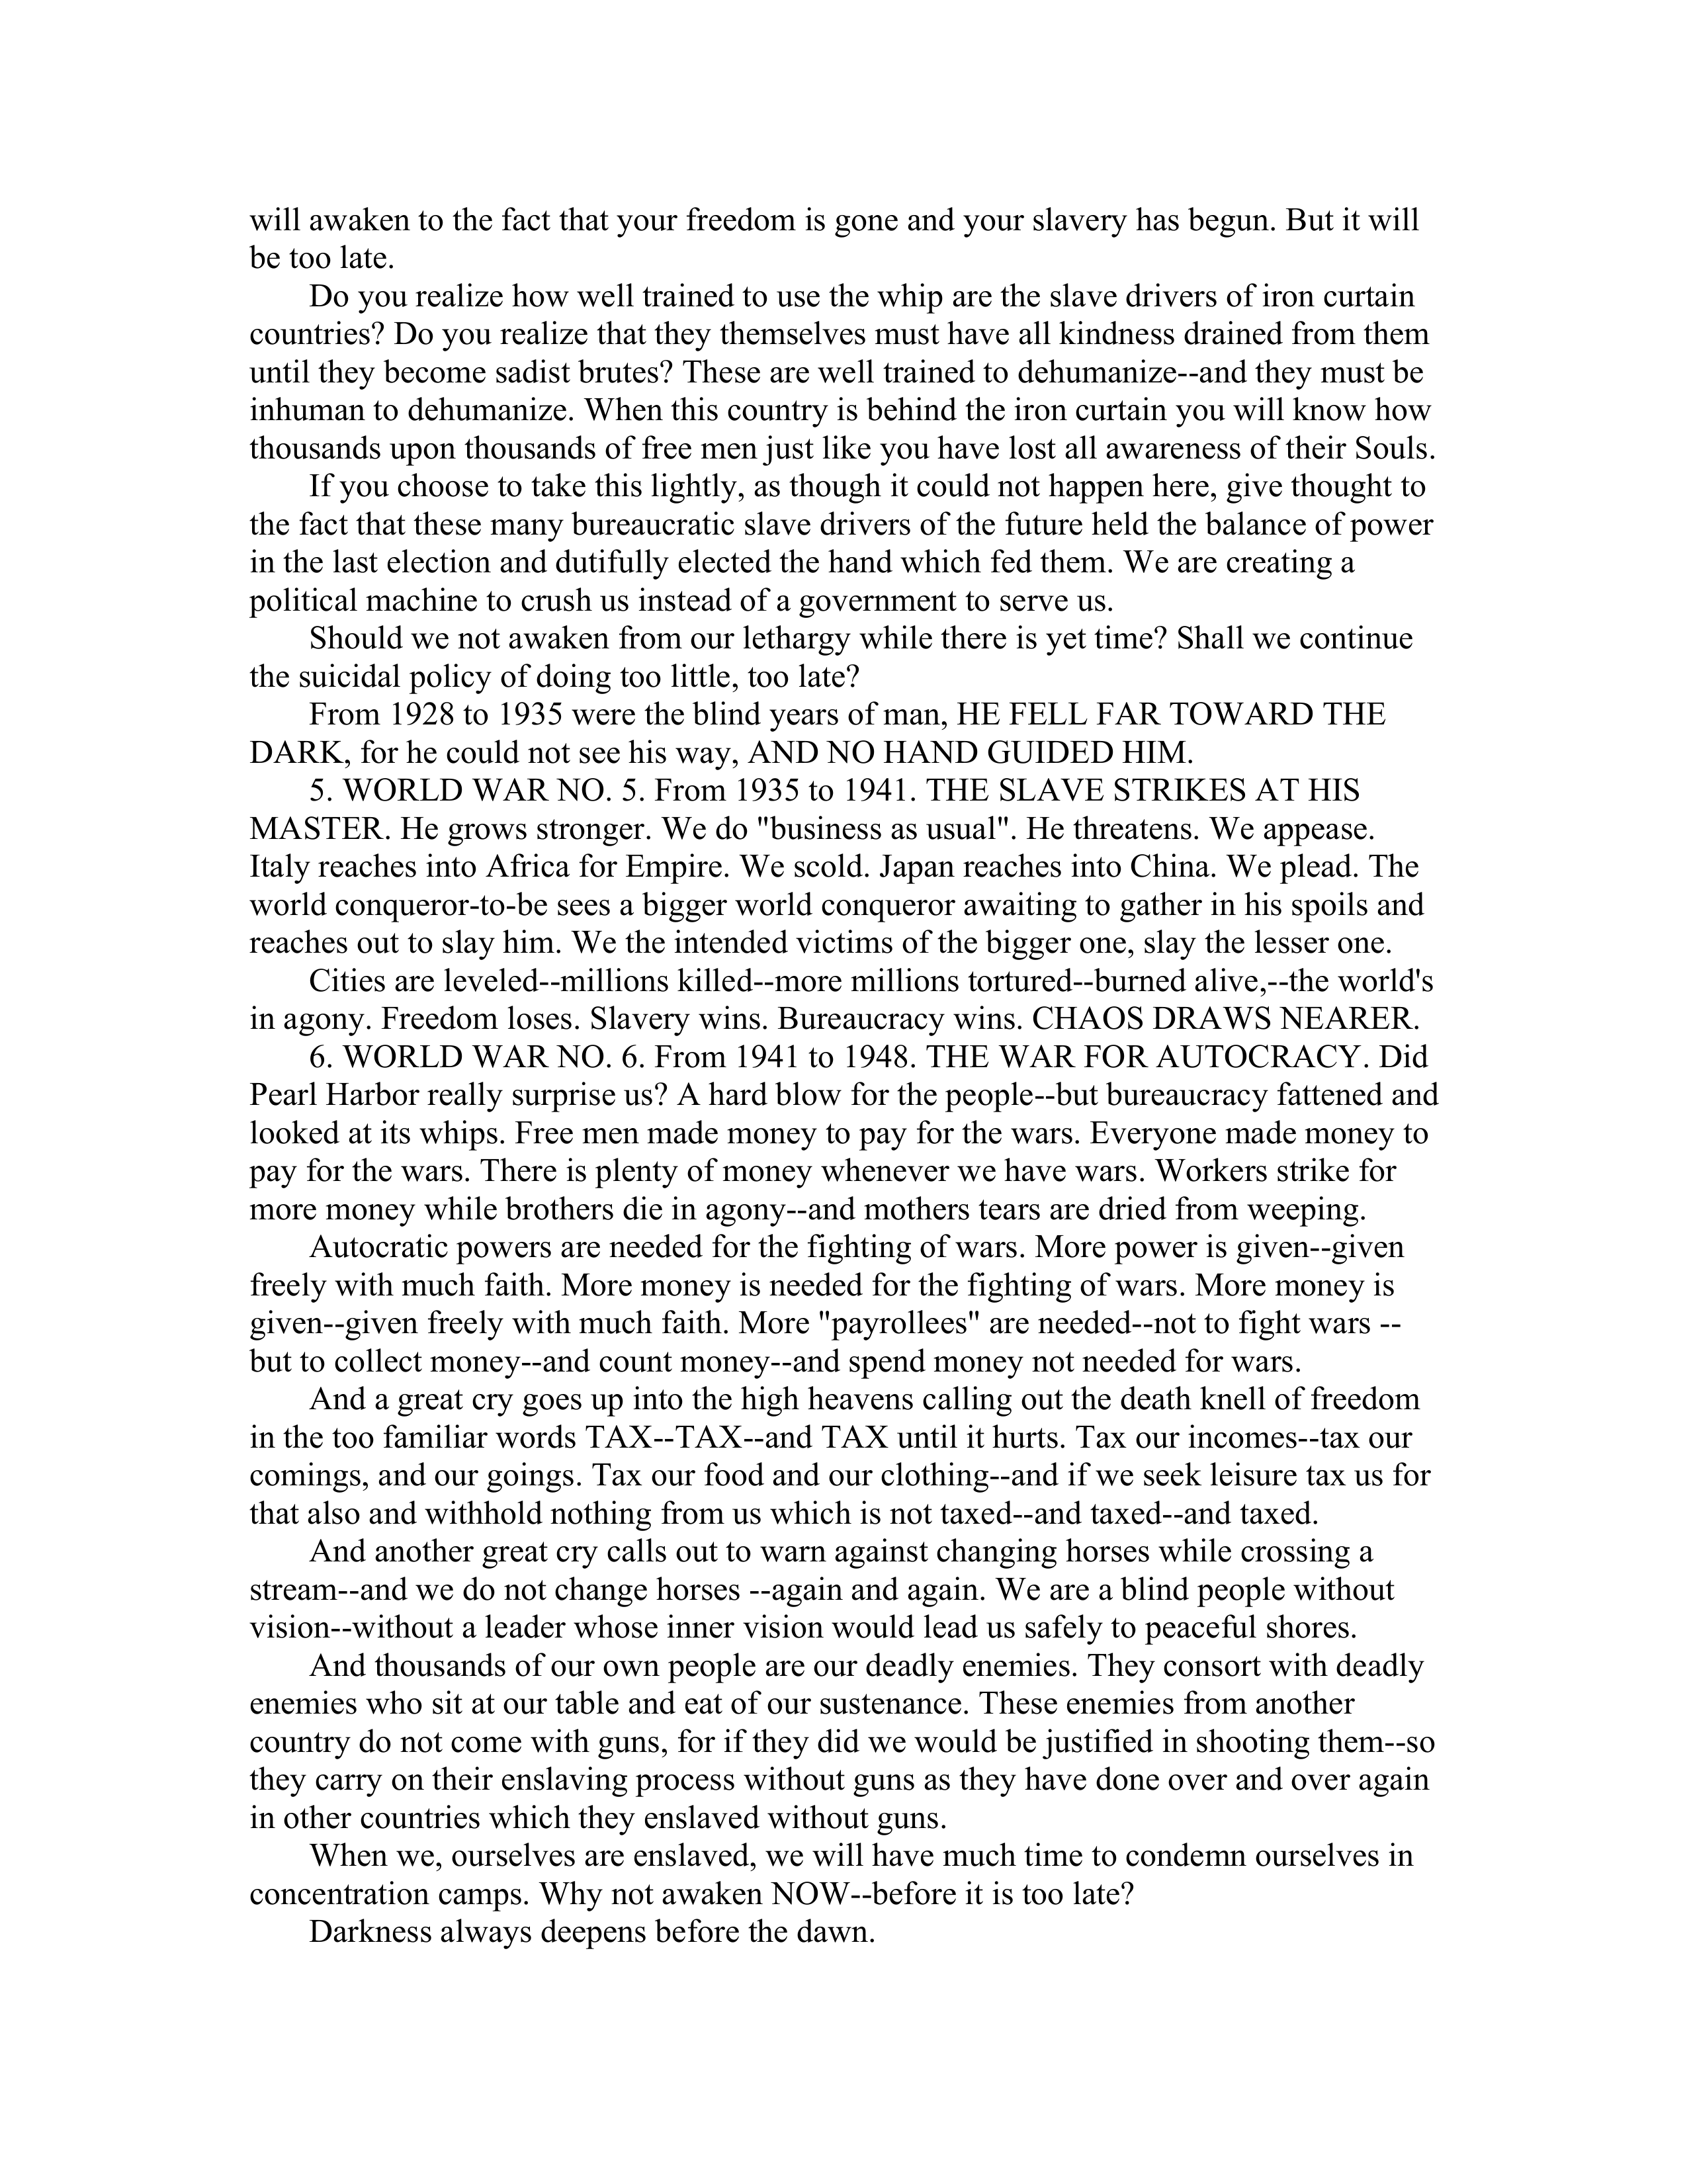 will awaken to the fact that your freedom is gone and your slavery has begun. But it will
be too late.
Do you realize how well trained to use the whip are the slave drivers of iron curtain
countries? Do you realize that they themselves must have all kindness drained from them
until they become sadist brutes? These are well trained to dehumanize--and they must be
inhuman to dehumanize. When this country is behind the iron curtain you will know how
thousands upon thousands of free men just like you have lost all awareness of their Souls.
If you choose to take this lightly, as though it could not happen here, give thought to
the fact that these many bureaucratic slave drivers of the future held the balance of power
in the last election and dutifully elected the hand which fed them. We are creating a
political machine to crush us instead of a government to serve us.
Should we not awaken from our lethargy while there is yet time? Shall we continue
the suicidal policy of doing too little, too late?
From 1928 to 1935 were the blind years of man, HE FELL FAR TOWARD THE
DARK, for he could not see his way, AND NO HAND GUIDED HIM.
5. WORLD WAR NO. 5. From 1935 to 1941. THE SLAVE STRIKES AT HIS
MASTER. He grows stronger. We do "business as usual". He threatens. We appease.
Italy reaches into Africa for Empire. We scold. Japan reaches into China. We plead. The
world conqueror-to-be sees a bigger world conqueror awaiting to gather in his spoils and
reaches out to slay him. We the intended victims of the bigger one, slay the lesser one.
Cities are leveled--millions killed--more millions tortured--burned alive,--the world's
in agony. Freedom loses. Slavery wins. Bureaucracy wins. CHAOS DRAWS NEARER.
6. WORLD WAR NO. 6. From 1941 to 1948. THE WAR FOR AUTOCRACY. Did
Pearl Harbor really surprise us? A hard blow for the people--but bureaucracy fattened and
looked at its whips. Free men made money to pay for the wars. Everyone made money to
pay for the wars. There is plenty of money whenever we have wars. Workers strike for
more money while brothers die in agony--and mothers tears are dried from weeping.
Autocratic powers are needed for the fighting of wars. More power is given--given
freely with much faith. More money is needed for the fighting of wars. More money is
given--given freely with much faith. More "payrollees" are needed--not to fight wars --
but to collect money--and count money--and spend money not needed for wars.
And a great cry goes up into the high heavens calling out the death knell of freedom
in the too familiar words TAX--TAX--and TAX until it hurts. Tax our incomes--tax our
comings, and our goings. Tax our food and our clothing--and if we seek leisure tax us for
that also and withhold nothing from us which is not taxed--and taxed--and taxed.
And another great cry calls out to warn against changing horses while crossing a
stream--and we do not change horses --again and again. We are a blind people without
vision--without a leader whose inner vision would lead us safely to peaceful shores.
And thousands of our own people are our deadly enemies. They consort with deadly
enemies who sit at our table and eat of our sustenance. These enemies from another
country do not come with guns, for if they did we would be justified in shooting them--so
they carry on their enslaving process without guns as they have done over and over again
in other countries which they enslaved without guns.
When we, ourselves are enslaved, we will have much time to condemn ourselves in
concentration camps. Why not awaken NOW--before it is too late?
Darkness always deepens before the dawn.